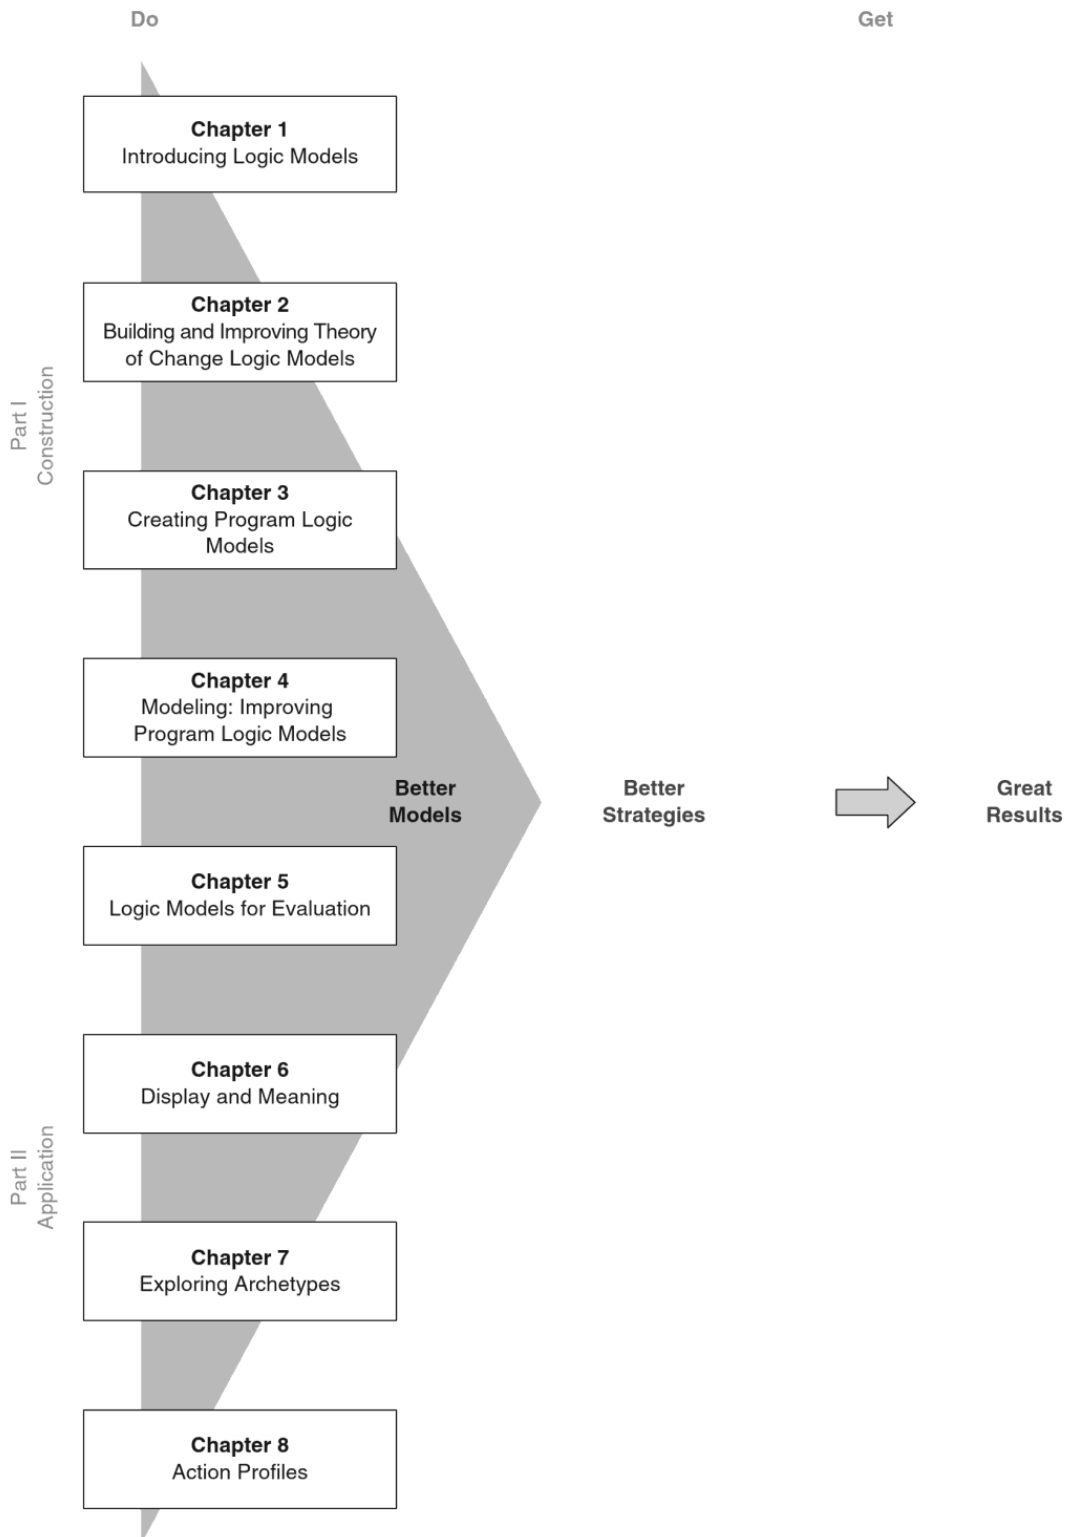 Do
Get
Part I
Construction
Chapter 1
Introducing Logic Models
Chapter 2
Building and Improving Theory
of Change Logic Models
Chapter 3
Creating Program Logic
Models
Chapter 4
Modeling: Improving
Program Logic Models
Better
Models
Better
Strategies
Great
Results
Chapter 5
Logic Models for Evaluation
Part II
Application
Chapter 6
Display and Meaning
Chapter 7
Exploring Archetypes
Chapter 8
Action Profiles